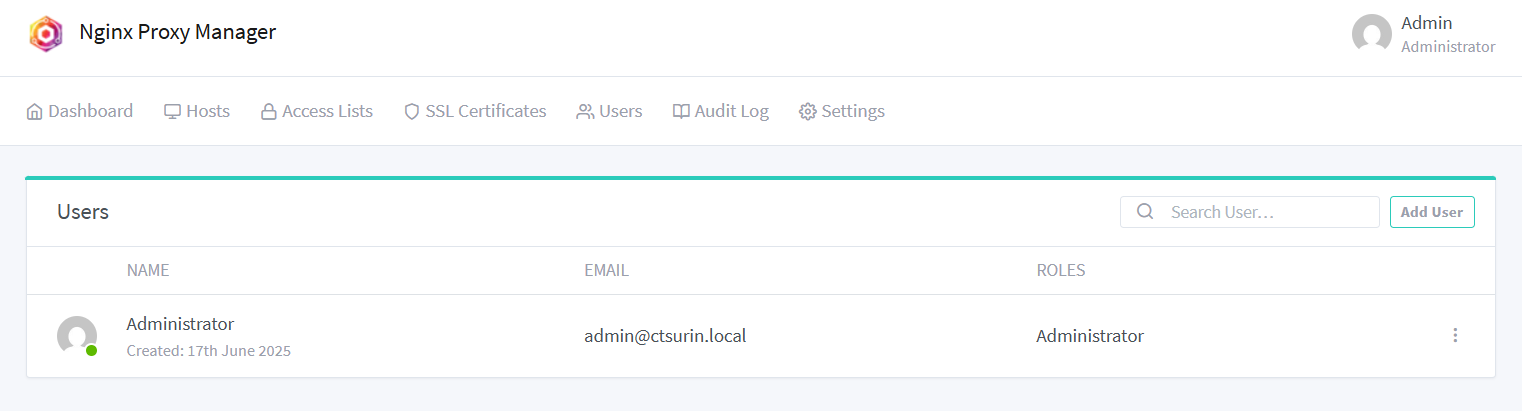 Nginx Proxy Manager
Admin
Administrator
Dashboard Hosts Access Lists SSL Certificates Users Audit Log Settings
Users
Search User...
Add User
NAME EMAIL ROLES
Administrator
Created: 17th June 2025
admin@ctsurin.local
Administrator